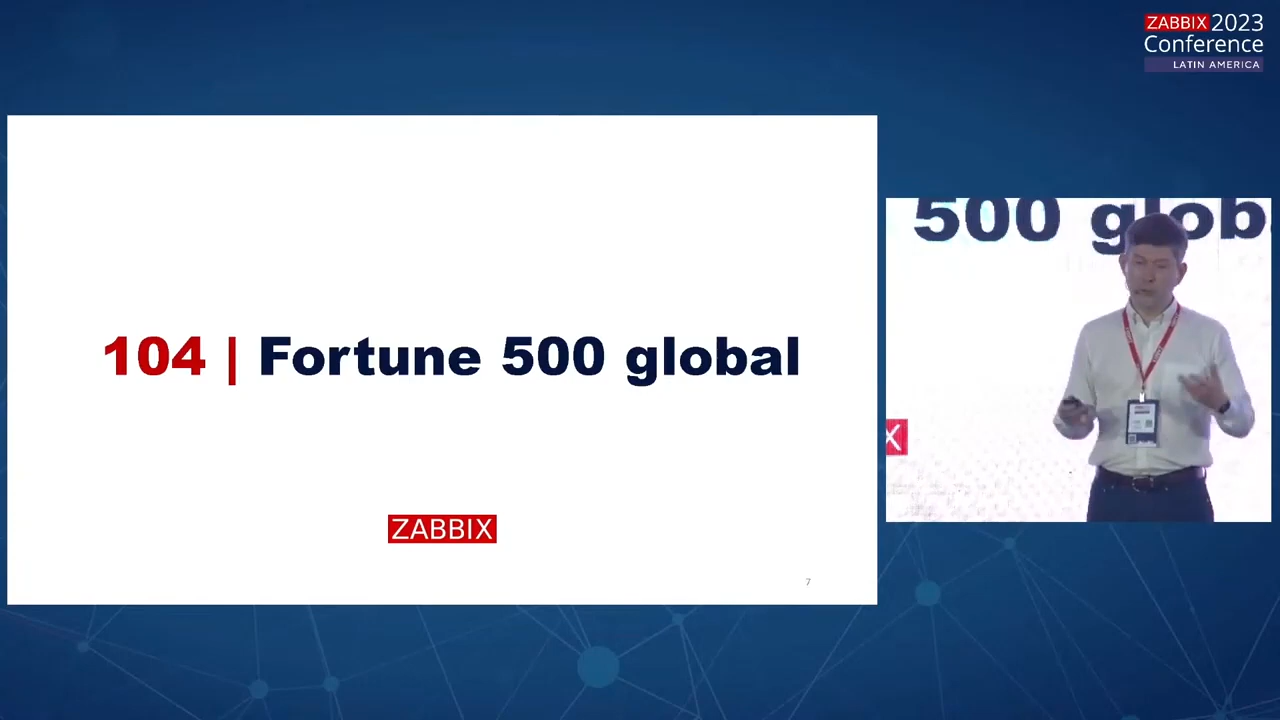 ZABBIX 2023
Conference
LATIN AMERICA
104 | Fortune 500 global
ZABBIX
7
500 glob
X